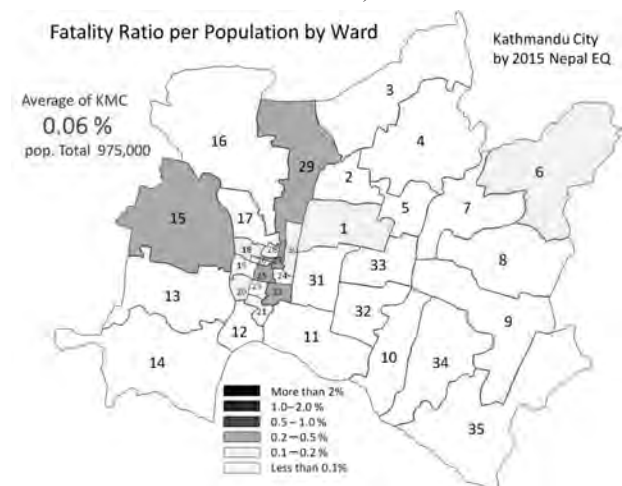 Fatality Ratio per Population by Ward
Kathmandu City
by 2015 Nepal EQ
Average of KMC
0.06 %
pop. Total 975,000
3
16
4
29
2
6
5
7
15
17
1
8
18
33
31
13
32
9
12
11
10
34
14
35
More than 2%
1.0–2.0 %
0.5 – 1.0 %
0.2 – 0.5 %
0.1 – 0.2 %
Less than 0.1%